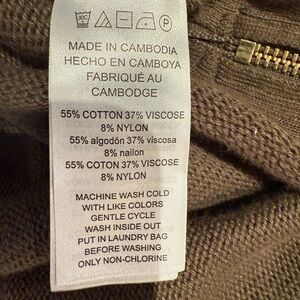 30C
P
MADE IN CAMBODIA
HECHO EN CAMBOYA
FABRIQUÉ AU
CAMBODGE
55% COTTON 37% VISCOSE
8% NYLON
55% algodón 37% viscosa
8% nailon
55% COTON 37% VISCOSE
8% NYLON
MACHINE WASH COLD
WITH LIKE COLORS
GENTLE CYCLE
WASH INSIDE OUT
PUT IN LAUNDRY BAG
BEFORE WASHING
ONLY NON-CHLORINE